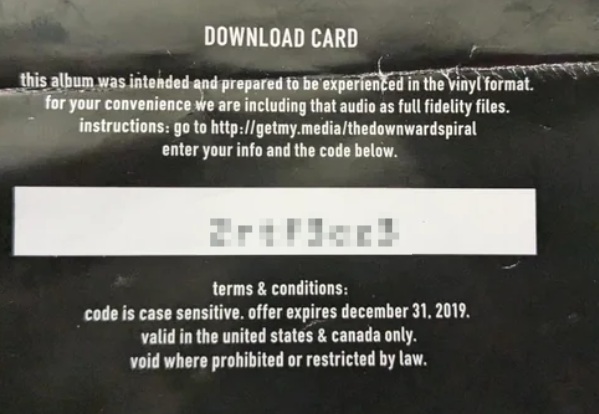 DOWNLOAD CARD
this album was intended and prepared to be experienced in the vinyl format.
for your convenience we are including that audio as full fidelity files.
instructions: go to http://getmy.media/thedownwardspiral
enter your info and the code below.
terms & conditions:
code is case sensitive. offer expires december 31, 2019.
valid in the united states & canada only.
void where prohibited or restricted by law.